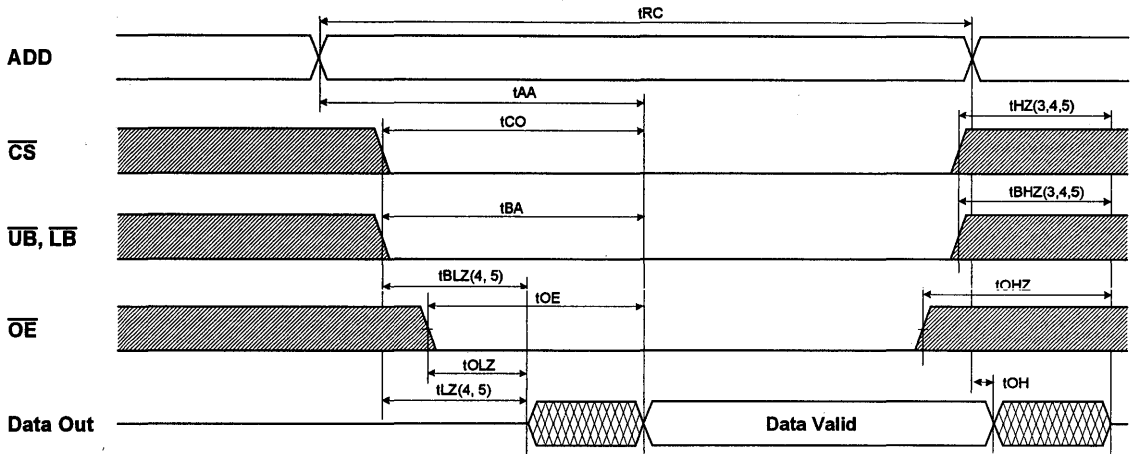 tRC
ADD
tAA
tCO
tHZ(3,4,5)
CS
tBA
tBHZ(3,4,5)
UB, LB
tBLZ(4, 5)
tOE
tOHZ
OE
tOLZ
tLZ(4, 5)
tOH
Data Out
Data Valid